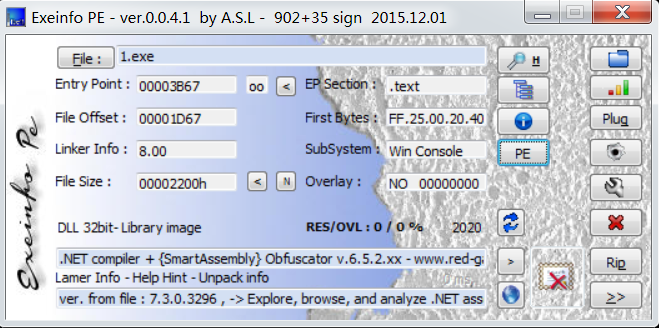 Exeinfo PE - ver.0.0.4.1 by A.S.L - 902+35 sign 2015.12.01
File : 1.exe H
Entry Point : 00003B67 oo < EP Section : .text
File Offset : 00001D67 First Bytes : FF.25.00.20.40 Plug
Linker Info : 8.00 SubSystem : Win Console PE
File Size : 00002200h < N Overlay : NO 00000000
DLL 32bit- Library image RES/OVL : 0 / 0 % 2020
.NET compiler + {SmartAssembly} Obfuscator v.6.5.2.xx - www.red-ga > Rip
Lamer Info - Help Hint - Unpack info
ver. from file : 7.3.0.3296 , -> Explore, browse, and analyze .NET ass >>
Exeinfo Pe